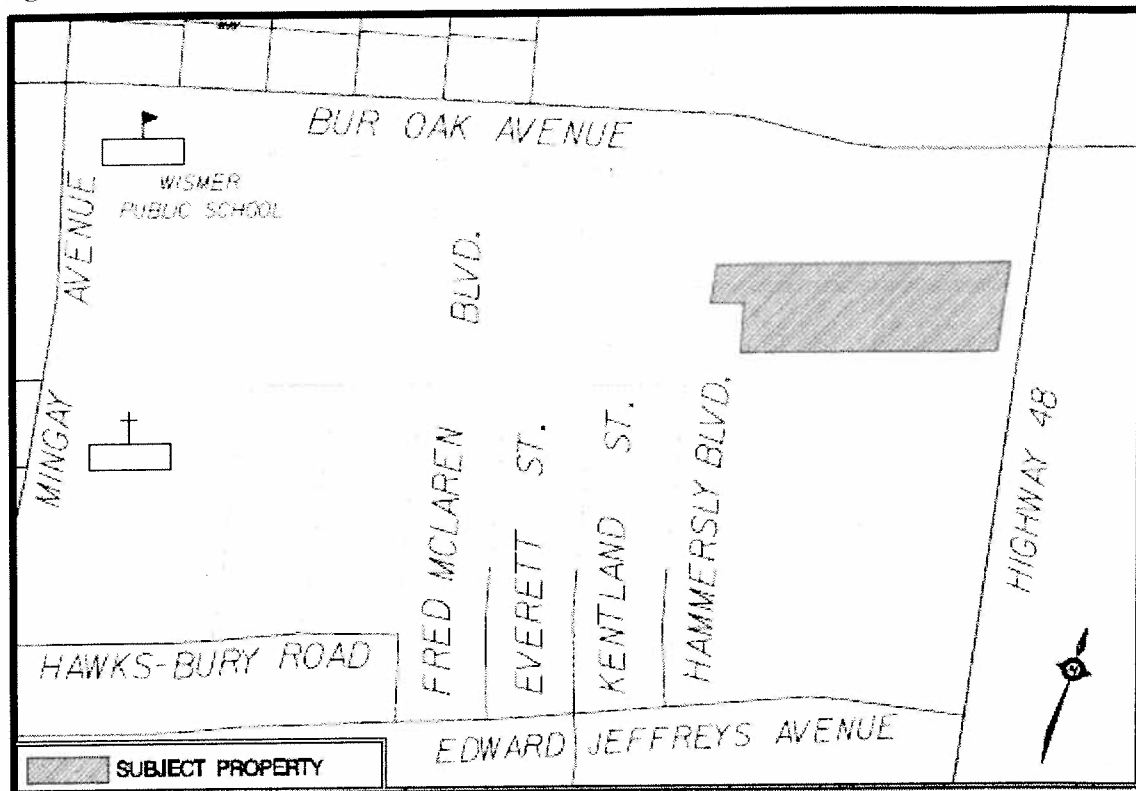 BUR OAK AVENUE
WISMER
PUBLIC SCHOOL
MINGAY AVENUE
FRED MCLAREN BLVD.
EVERETT ST.
KENTLAND ST.
HAMMERSLY BLVD.
HIGHWAY 48
HAWKS-BURY ROAD
EDWARD JEFFREYS AVENUE
SUBJECT PROPERTY